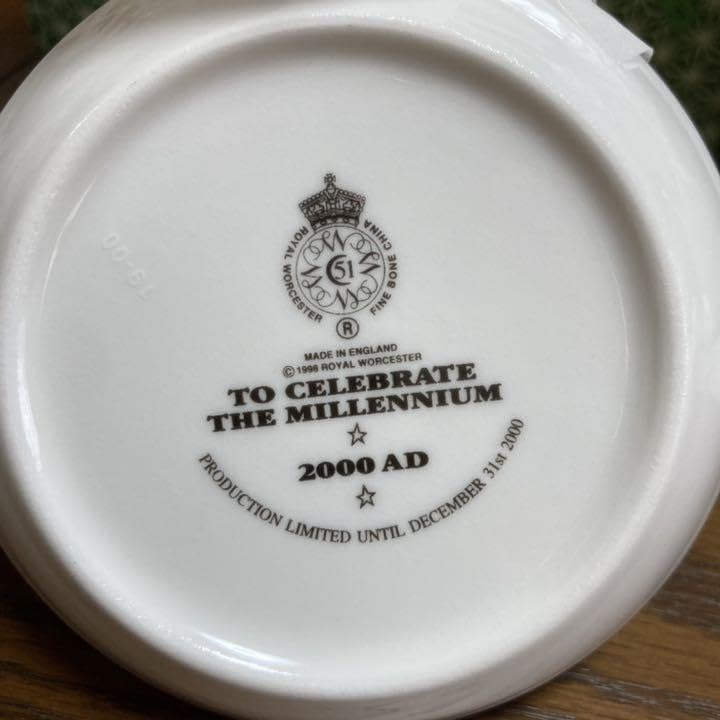 ROYAL WORCESTER
FINE BONE CHINA
C51
®
MADE IN ENGLAND
© 1998 ROYAL WORCESTER
TO CELEBRATE
THE MILLENNIUM
☆
2000 AD
☆
PRODUCTION LIMITED UNTIL DECEMBER 31st 2000